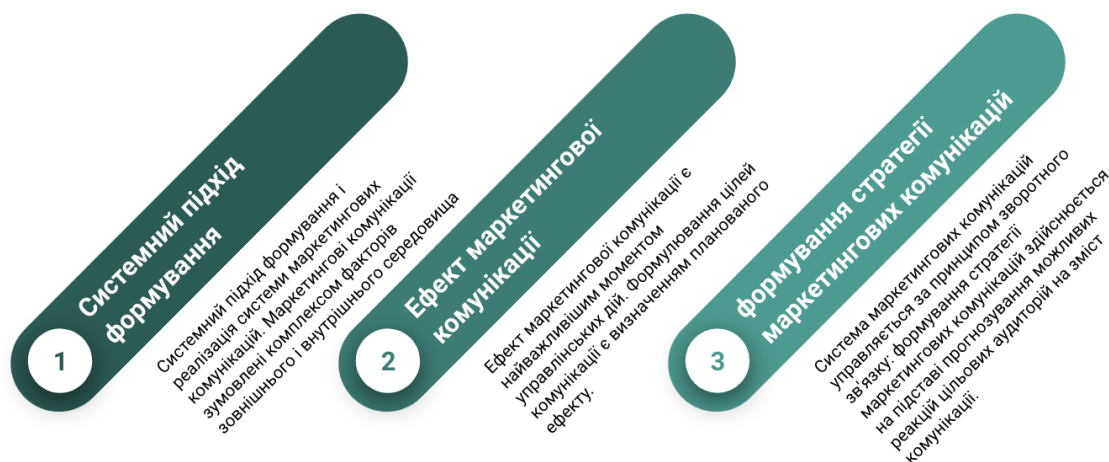 1
Системний підхід
формування
Системний підхід формування і
реалізація системи маркетингових
комунікацій. Маркетингові комунікації
зумовлені комплексом факторів
зовнішнього і внутрішнього середовища
2
Ефект маркетингової
комунікації
Ефект маркетингової комунікації є
найважливішим моментом
управлінських дій. Формулювання цілей
комунікації є визначенням планованого
ефекту.
3
формування стратегії
маркетингових комунікацій
Система маркетингових комунікацій
управляється за принципом зворотного
зв'язку: формування стратегії
маркетингових комунікацій здійснюється
на підставі прогнозування можливих
реакцій цільових аудиторій на зміст
комунікації.